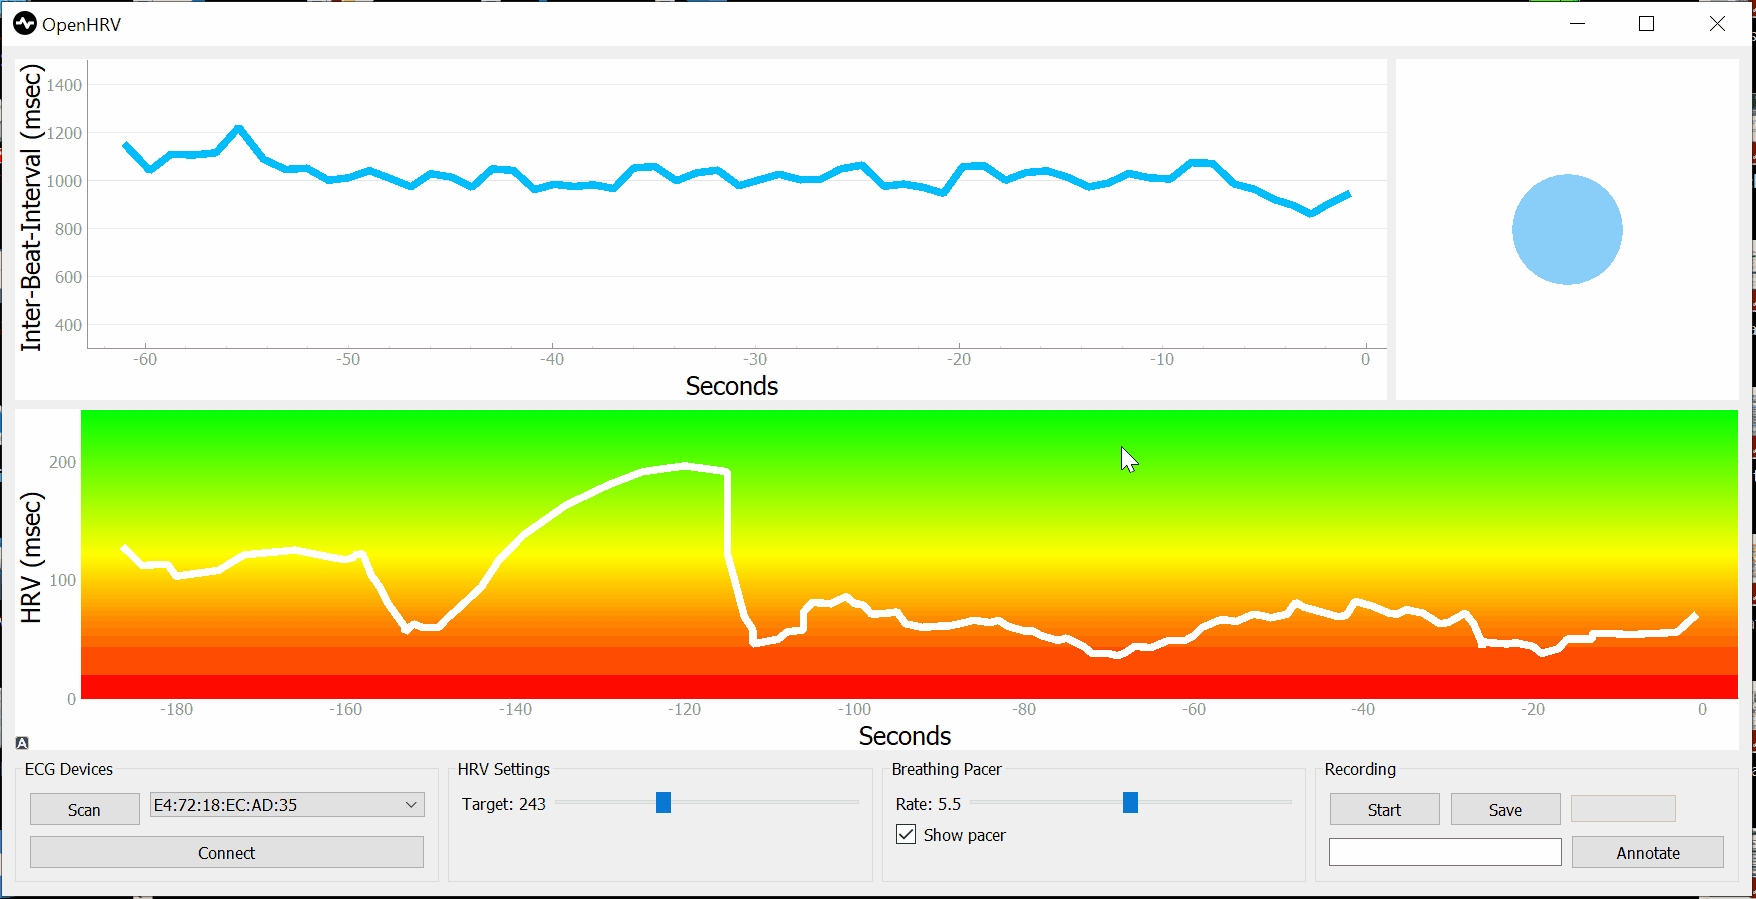 OpenHRV
Inter-Beat-Interval (msec)
1400
1200
1000
800
600
400
-60 -50 -40 -30 -20 -10 0
Seconds
HRV (msec)
200
100
0
-180 -160 -140 -120 -100 -80 -60 -40 -20 0
Seconds
A
ECG Devices
Scan E4:72:18:EC:AD:35
Connect
HRV Settings
Target: 243
Breathing Pacer
Rate: 5.5
Show pacer
Recording
Start Save
Annotate